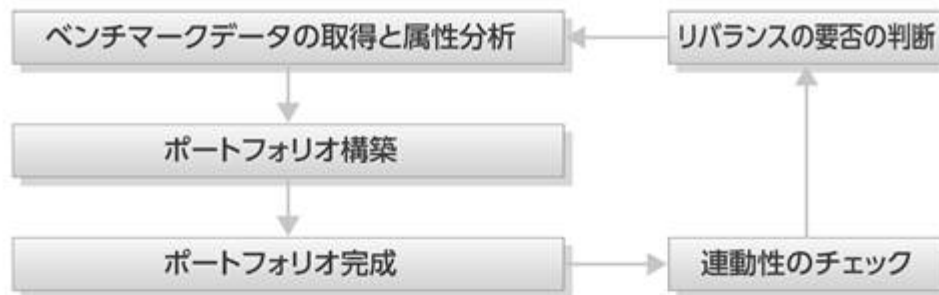 ベンチマークデータの取得と属性分析
リバランスの要否の判断
ポートフォリオ構築
ポートフォリオ完成
連動性のチェック